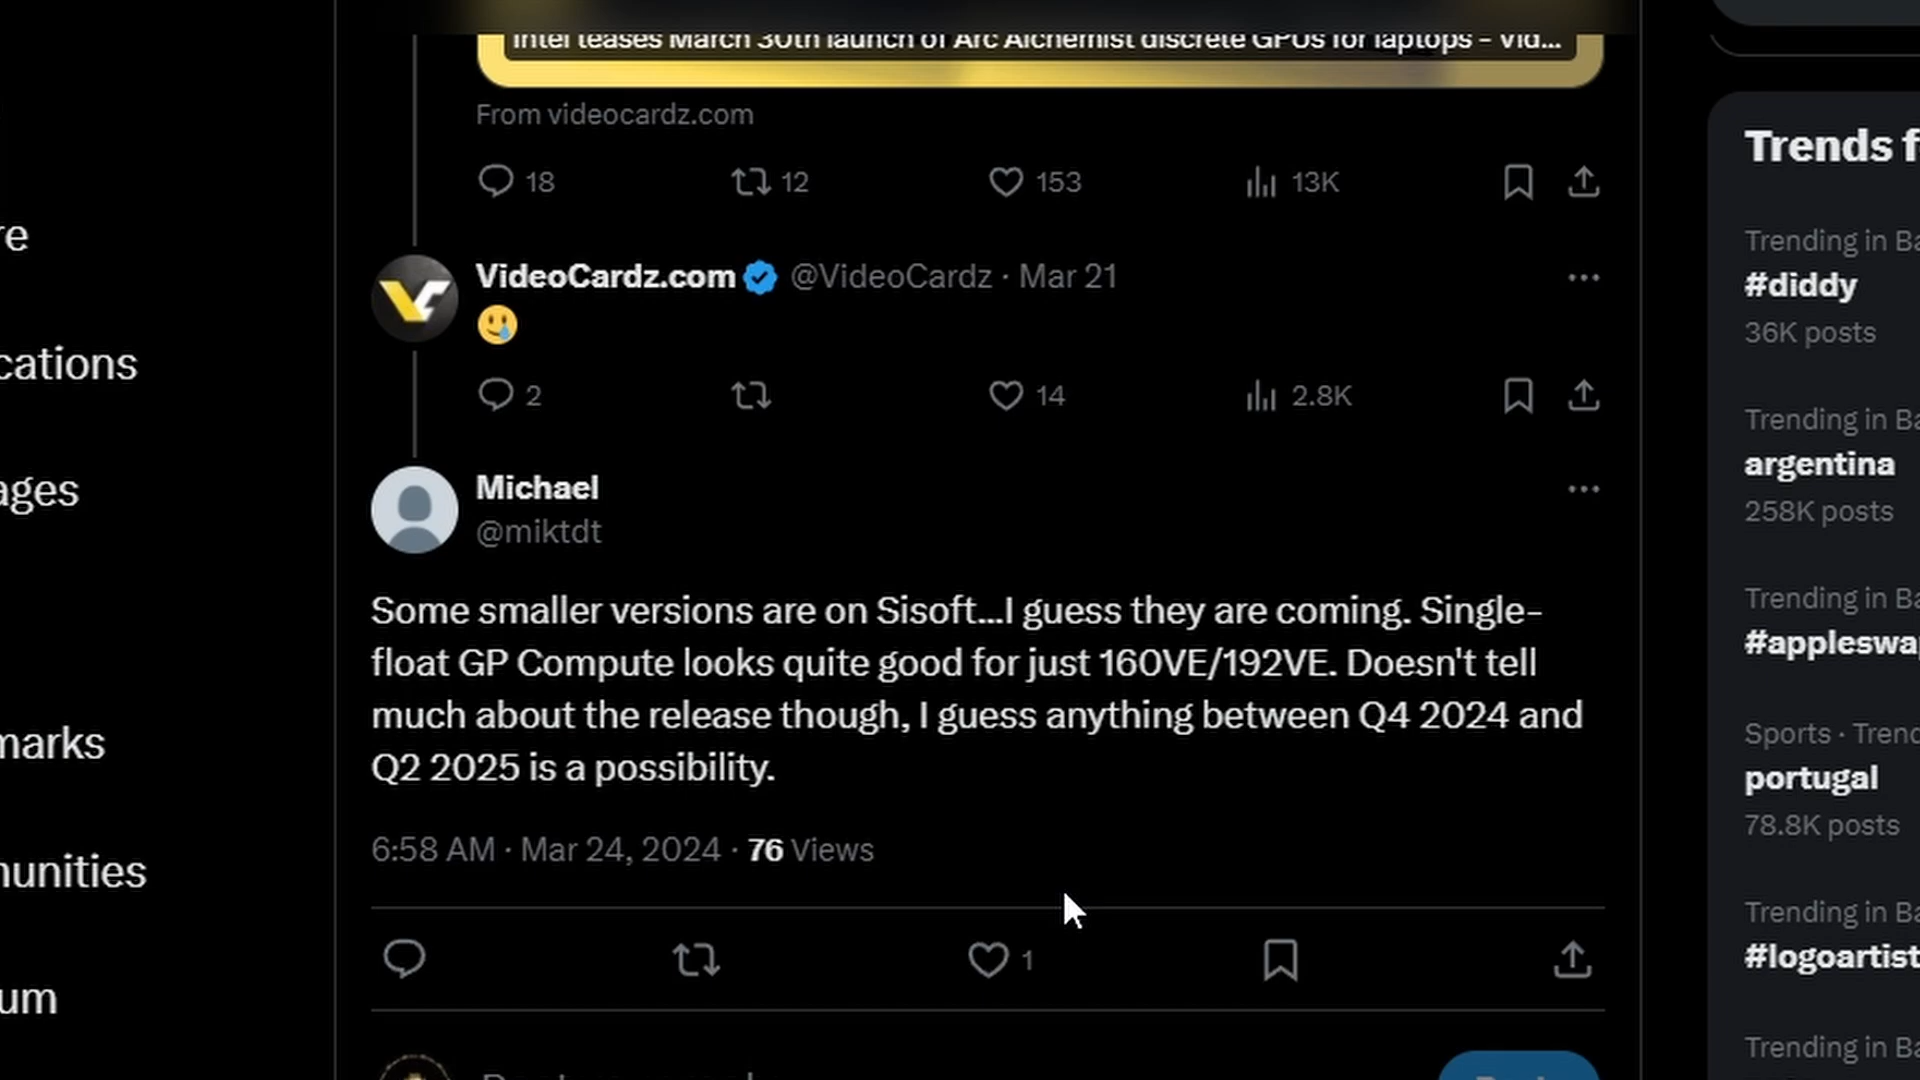 Intel teases March 30th launch of Arc Alchemist discrete GPUs for laptops - Vid...
From videocardz.com
18 12 153 13K
VideoCardz.com @VideoCardz · Mar 21
🥲
2 14 2.8K
Michael
@miktdt
Some smaller versions are on Sisoft...I guess they are coming. Single-
float GP Compute looks quite good for just 160VE/192VE. Doesn't tell
much about the release though, I guess anything between Q4 2024 and
Q2 2025 is a possibility.
6:58 AM · Mar 24, 2024 · 76 Views
1
re
cations
ages
marks
nunities
um
Trends f
Trending in Ba
#diddy
36K posts
Trending in Ba
argentina
258K posts
Trending in Ba
#appleswap
Sports · Trend
portugal
78.8K posts
Trending in Ba
#logoartist
Trending in Ba